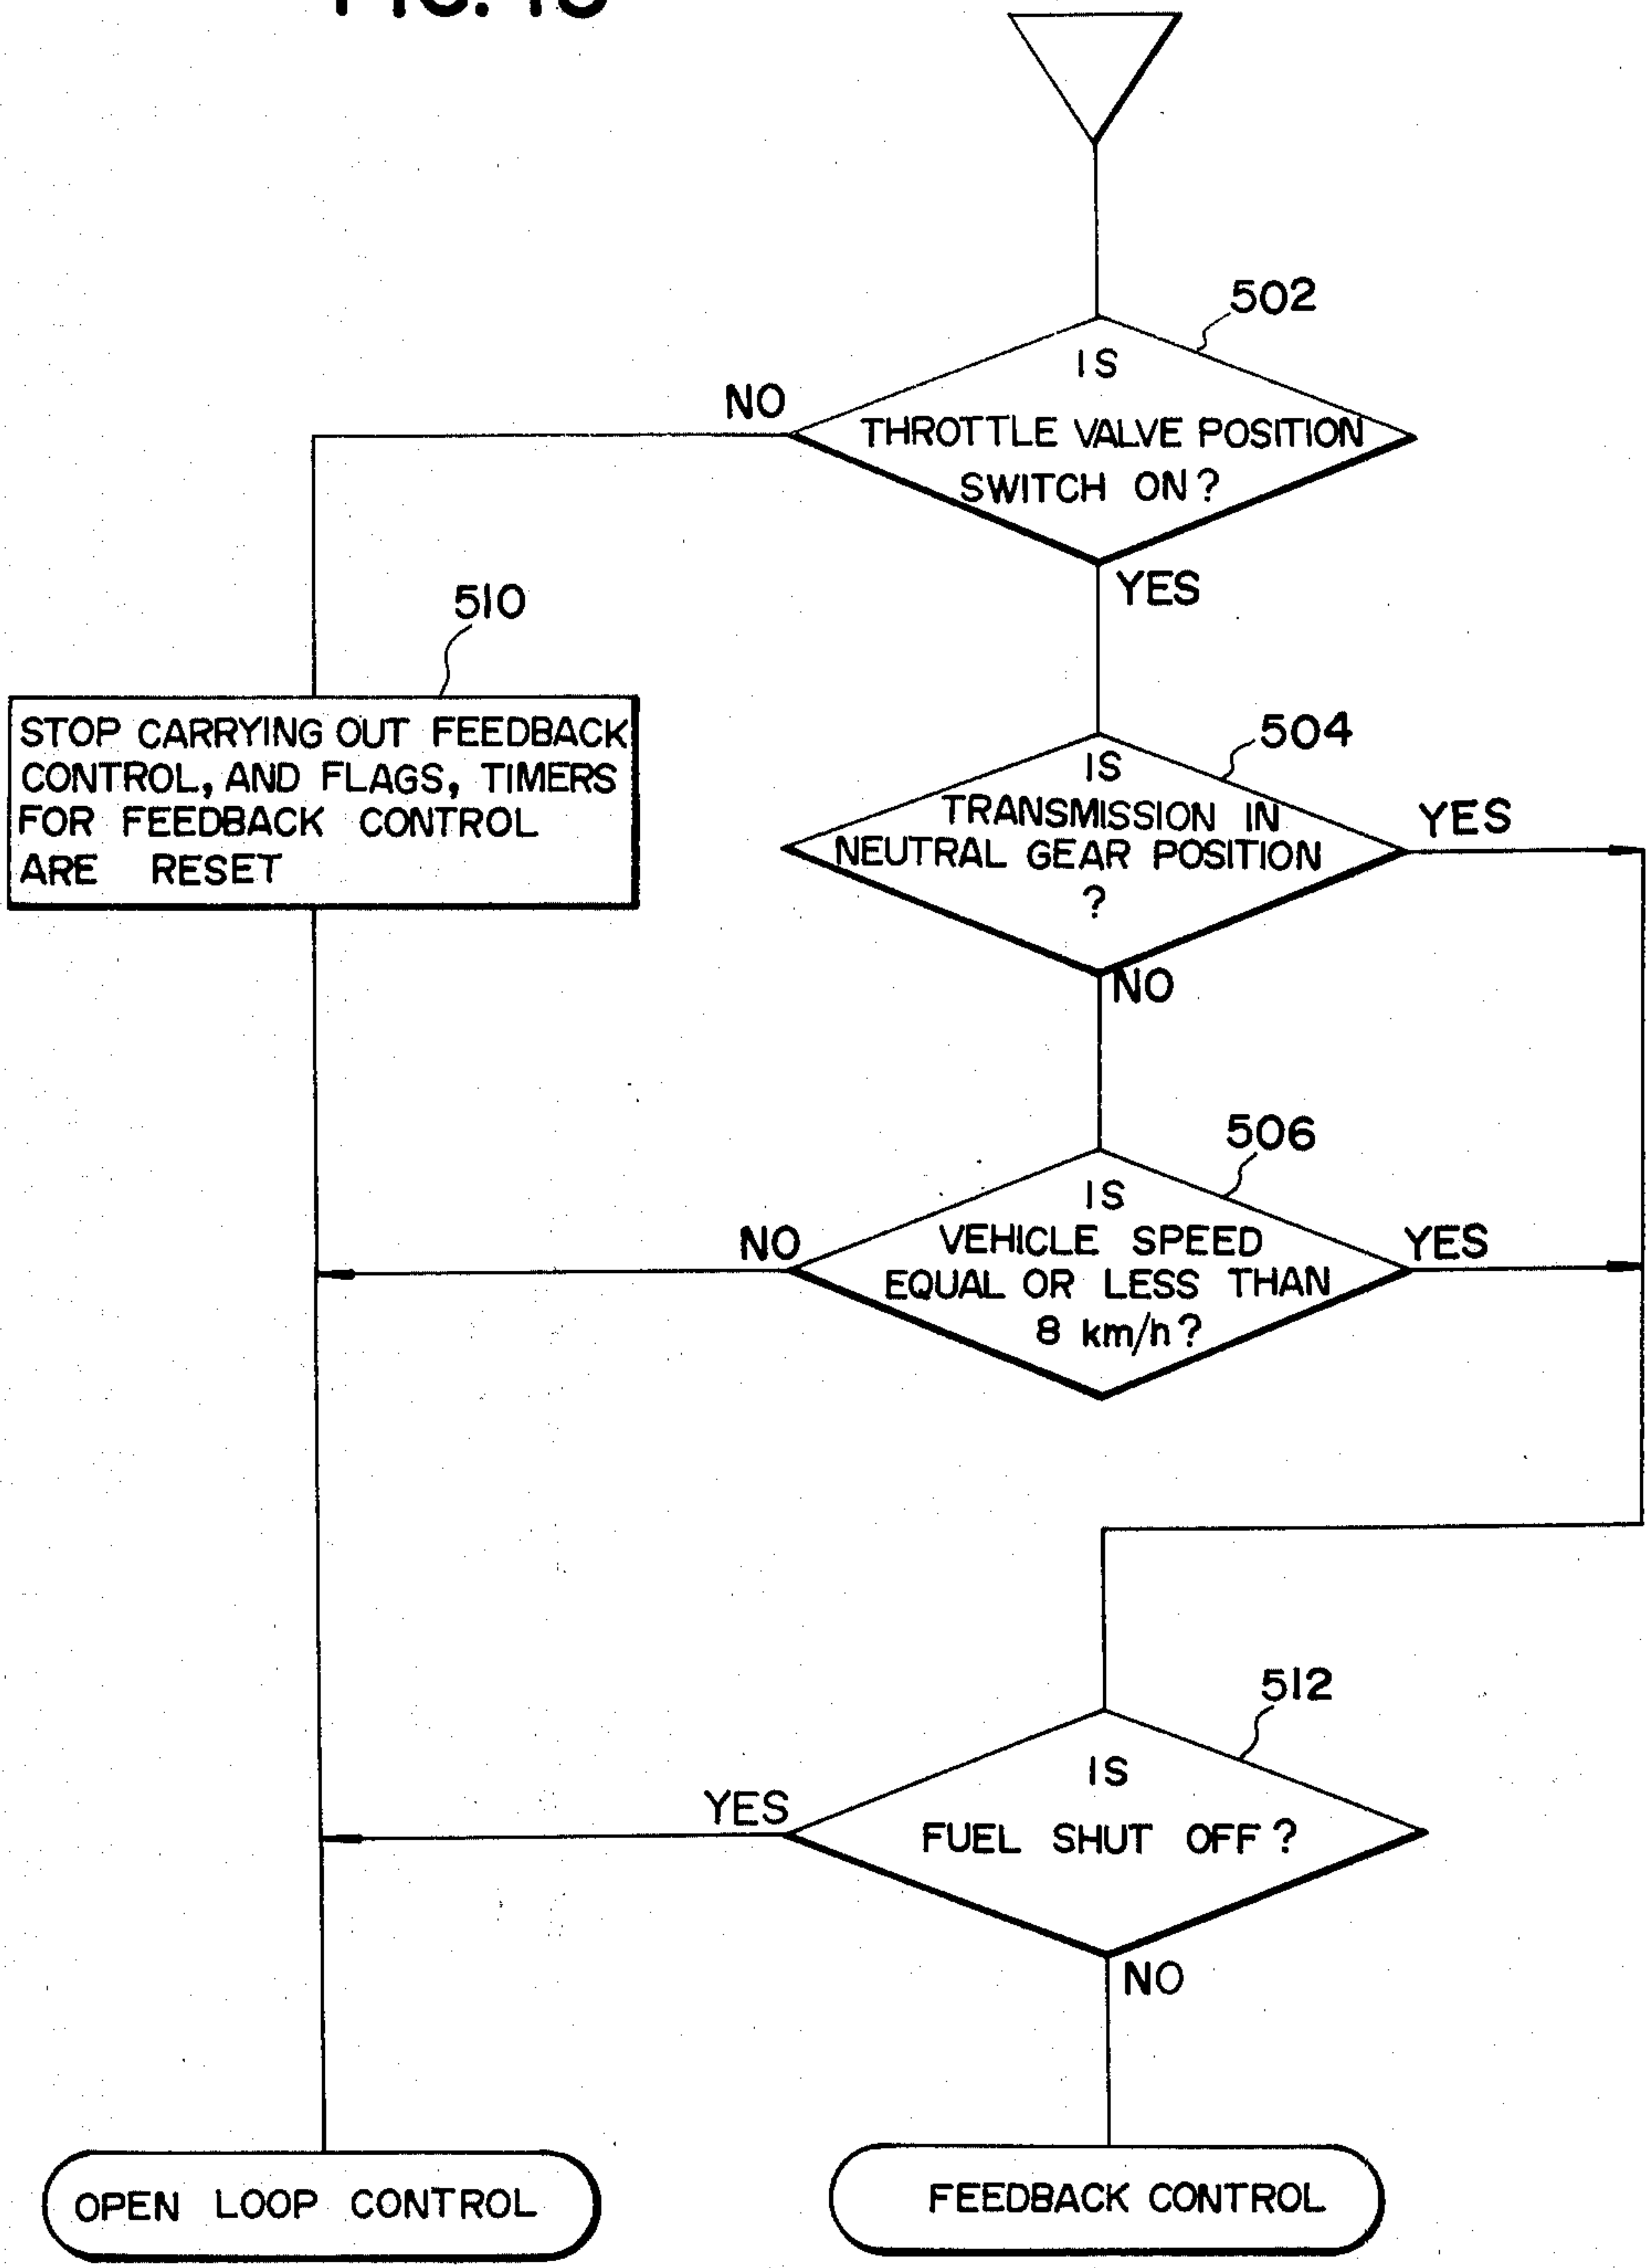 502
IS
NO
THROTTLE VALVE POSITION
SWITCH ON?
YES
510
STOP CARRYING OUT FEEDBACK
CONTROL, AND FLAGS, TIMERS
FOR FEEDBACK CONTROL
ARE RESET
504
IS
TRANSMISSION IN
NEUTRAL GEAR POSITION
?
YES
NO
506
IS
NO
VEHICLE SPEED
EQUAL OR LESS THAN
8 km/h?
YES
512
IS
YES
FUEL SHUT OFF?
NO
OPEN LOOP CONTROL
FEEDBACK CONTROL